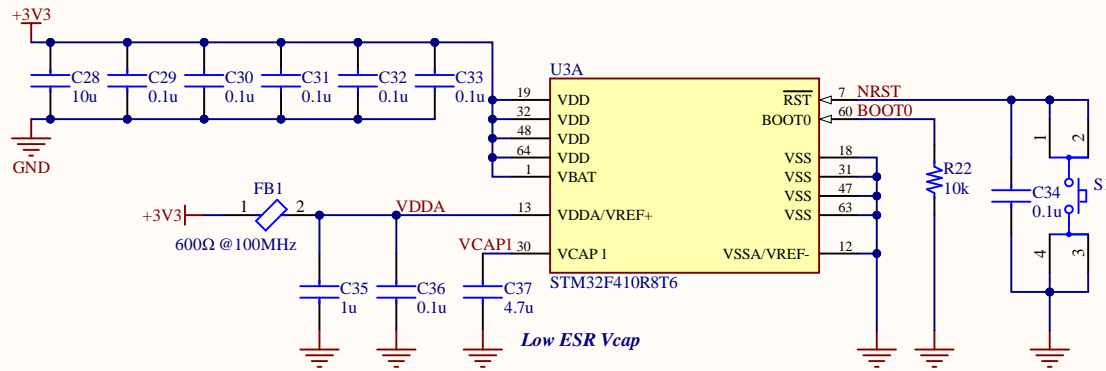 +3V3
C28
10u
C29
0.1u
C30
0.1u
C31
0.1u
C32
0.1u
C33
0.1u
GND
U3A
19 VDD
32 VDD
48 VDD
64 VDD
1 VBAT
13 VDDA/VREF+
30 VCAP 1
RST 7 NRST
BOOT0 60 BOOT0
VSS 18
VSS 31
VSS 47
VSS 63
VSSA/VREF- 12
STM32F410R8T6
+3V3
1 FB1 2
600Ω @100MHz
VDDA
VCAP1
C35
1u
C36
0.1u
C37
4.7u
Low ESR Vcap
R22
10k
C34
0.1u
1 2
S
4 3